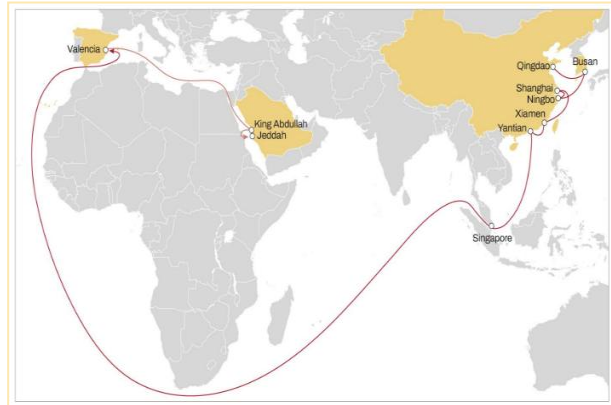 Valencia
Qingdao
Busan
Shanghai
Ningbo
Xiamen
Yantian
King Abdullah
Jeddah
Singapore